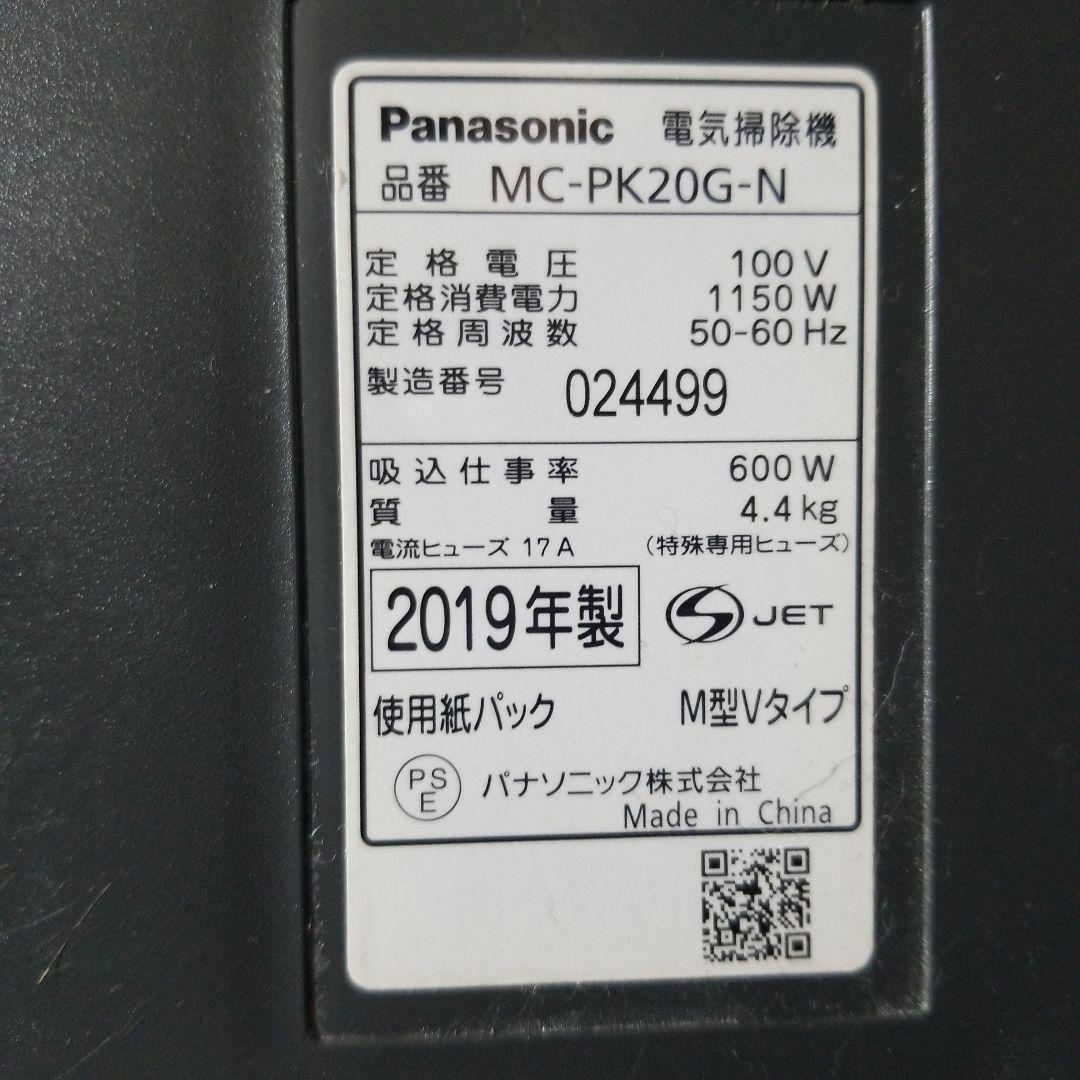 Panasonic 電気掃除機
品番 MC-PK20G-N
定格電圧 100 V
定格消費電力 1150 W
定格周波数 50-60 Hz
製造番号 024499
吸込仕事率 600 W
質量 4.4 kg
電流ヒューズ 17A (特殊専用ヒューズ)
2019年製 S JET
使用紙パック M型Vタイプ
PSE パナソニック株式会社
Made in China